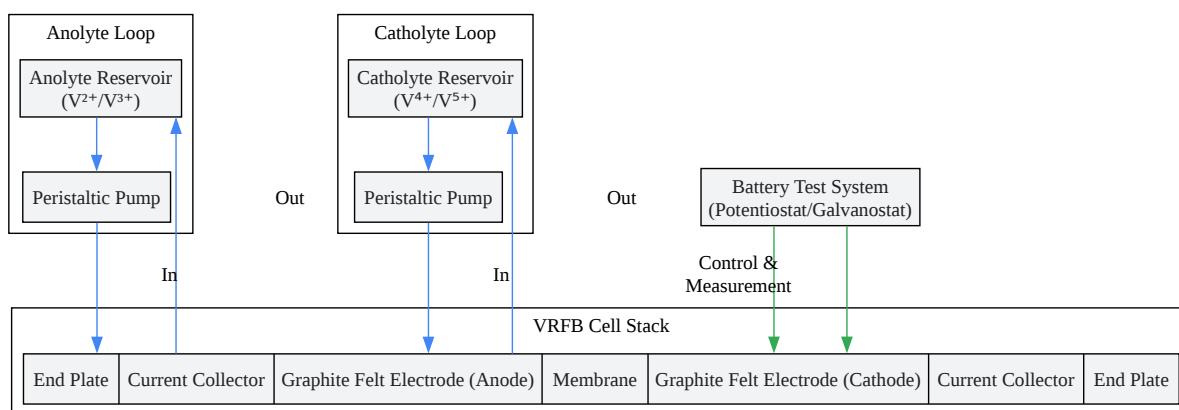 Anolyte Loop
Catholyte Loop
Anolyte Reservoir
(V²⁺/V³⁺)
Catholyte Reservoir
(V⁴⁺/V⁵⁺)
Peristaltic Pump
Out
Peristaltic Pump
Out
Battery Test System
(Potentiostat/Galvanostat)
In
In
Control &
Measurement
VRFB Cell Stack
End Plate
Current Collector
Graphite Felt Electrode (Anode)
Membrane
Graphite Felt Electrode (Cathode)
Current Collector
End Plate